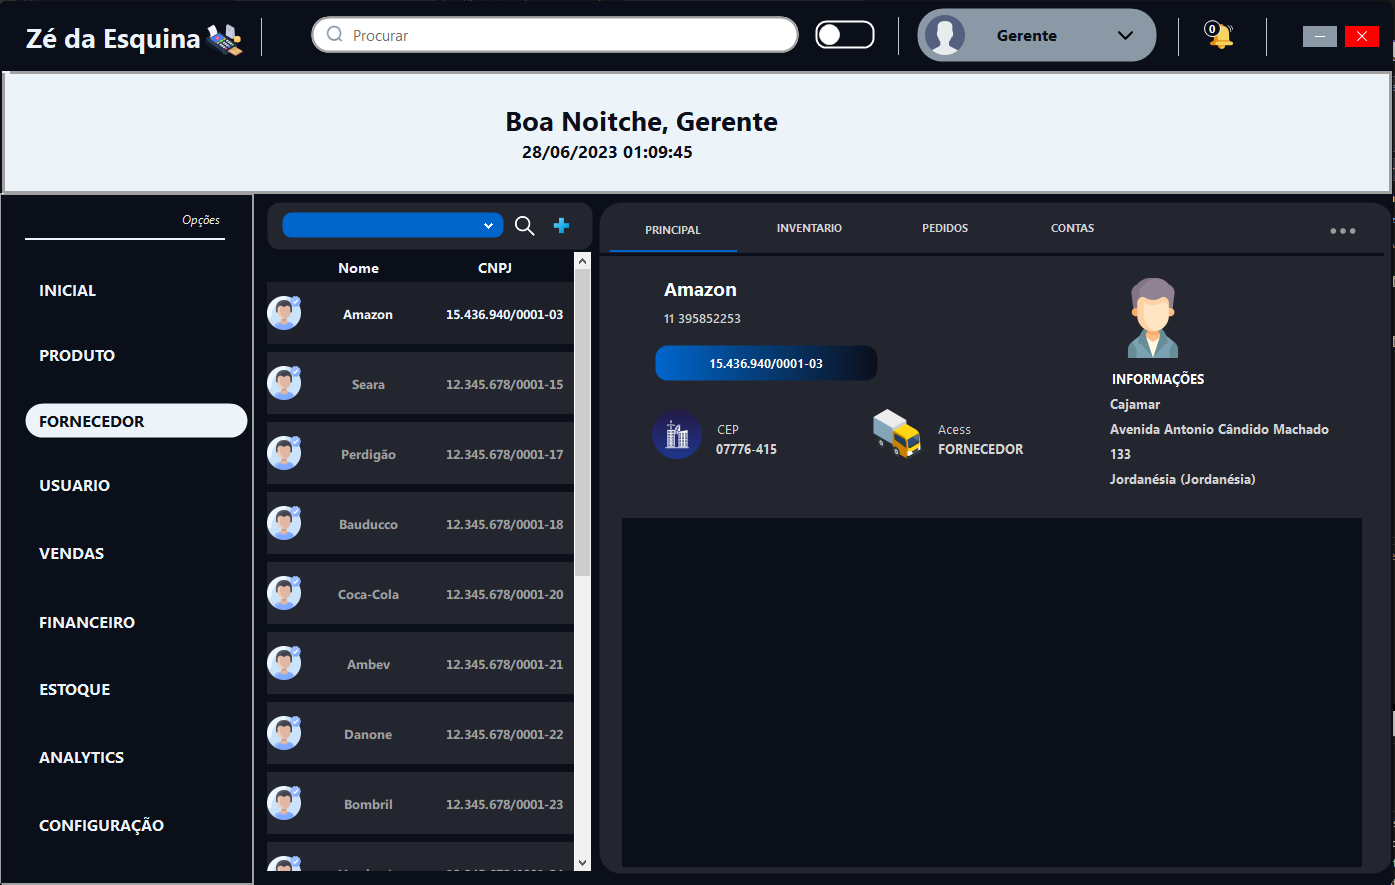 Zé da Esquina
Procurar
Gerente
0
Boa Noitche, Gerente
28/06/2023 01:09:45
Opções
INICIAL
PRODUTO
FORNECEDOR
USUARIO
VENDAS
FINANCEIRO
ESTOQUE
ANALYTICS
CONFIGURAÇÃO
Nome CNPJ
Amazon 15.436.940/0001-03
Seara 12.345.678/0001-15
Perdigão 12.345.678/0001-17
Bauducco 12.345.678/0001-18
Coca-Cola 12.345.678/0001-20
Ambev 12.345.678/0001-21
Danone 12.345.678/0001-22
Bombril 12.345.678/0001-23
PRINCIPAL INVENTARIO PEDIDOS CONTAS
Amazon
11 395852253
15.436.940/0001-03
CEP
07776-415
Acess
FORNECEDOR
INFORMAÇÕES
Cajamar
Avenida Antonio Cândido Machado
133
Jordanésia (Jordanésia)